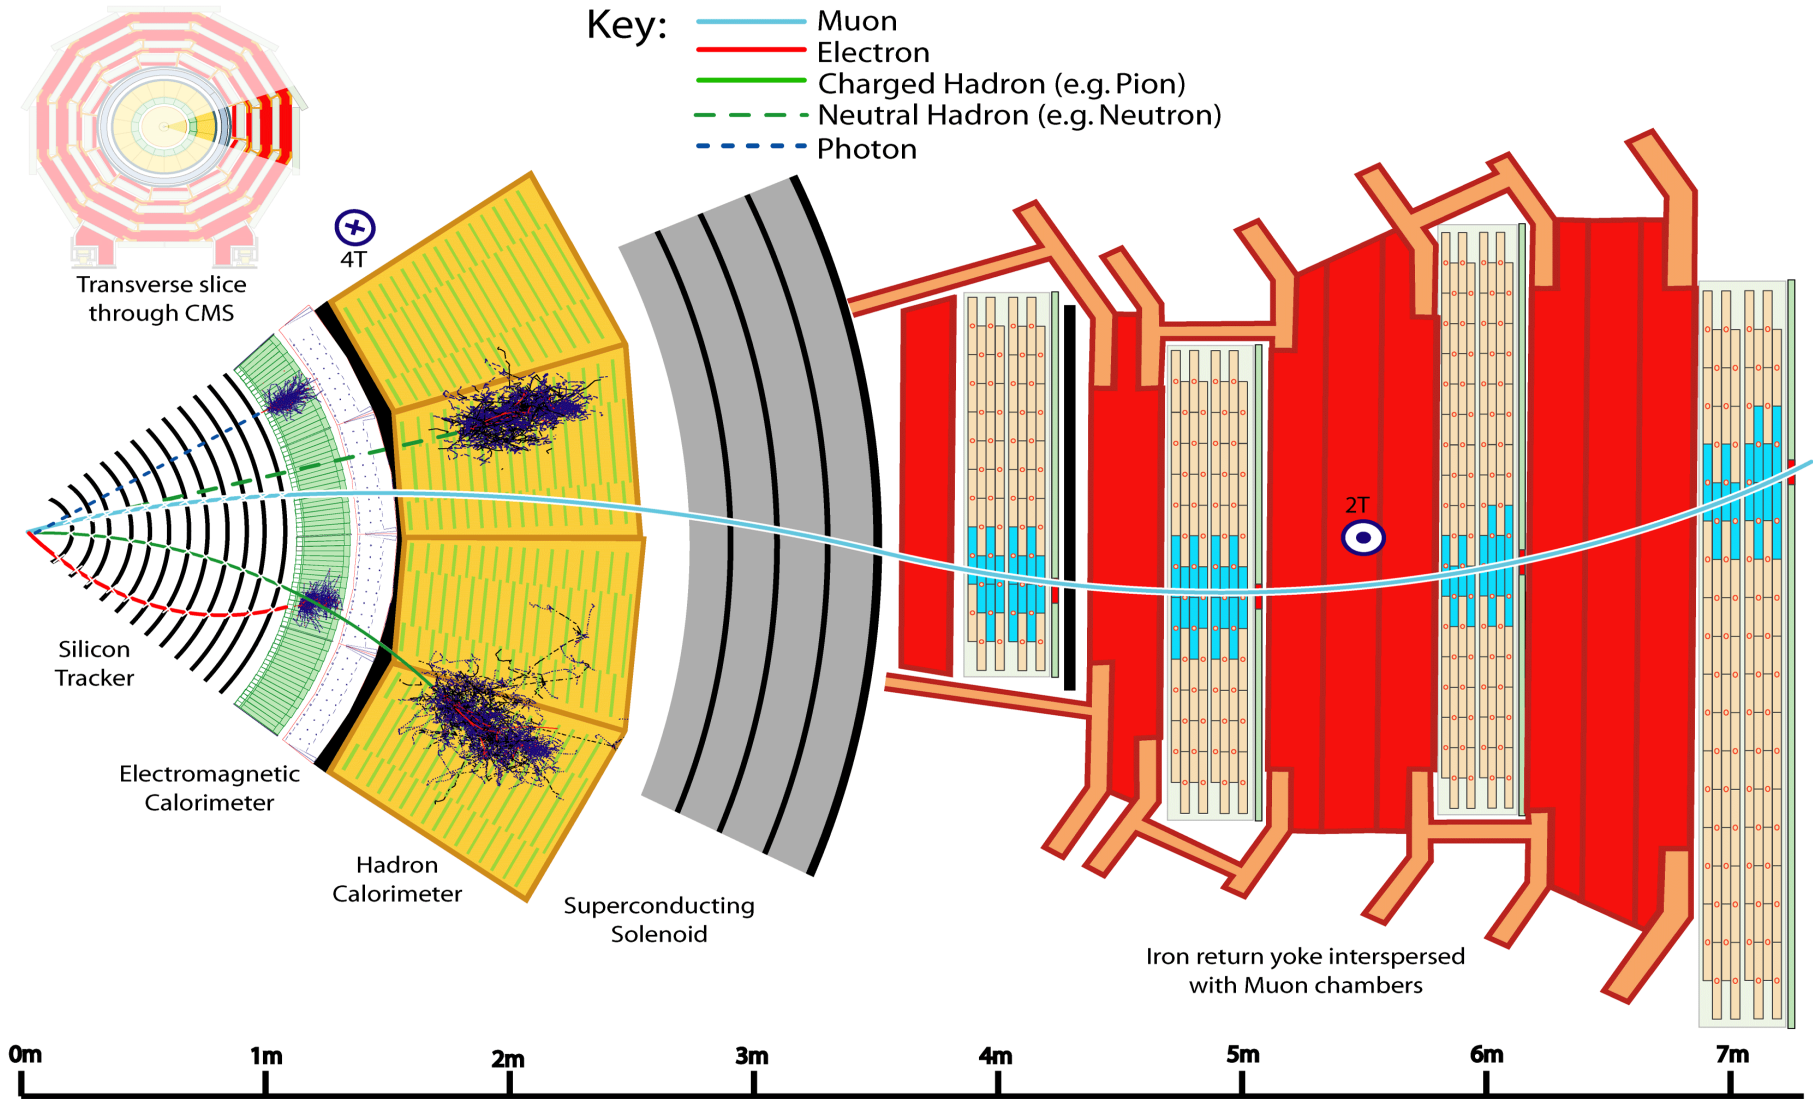 Key:
Muon
Electron
Charged Hadron (e.g. Pion)
Neutral Hadron (e.g. Neutron)
Photon
Transverse slice
through CMS
4T
2T
Silicon
Tracker
Electromagnetic
Calorimeter
Hadron
Calorimeter
Superconducting
Solenoid
Iron return yoke interspersed
with Muon chambers
0m 1m 2m 3m 4m 5m 6m 7m